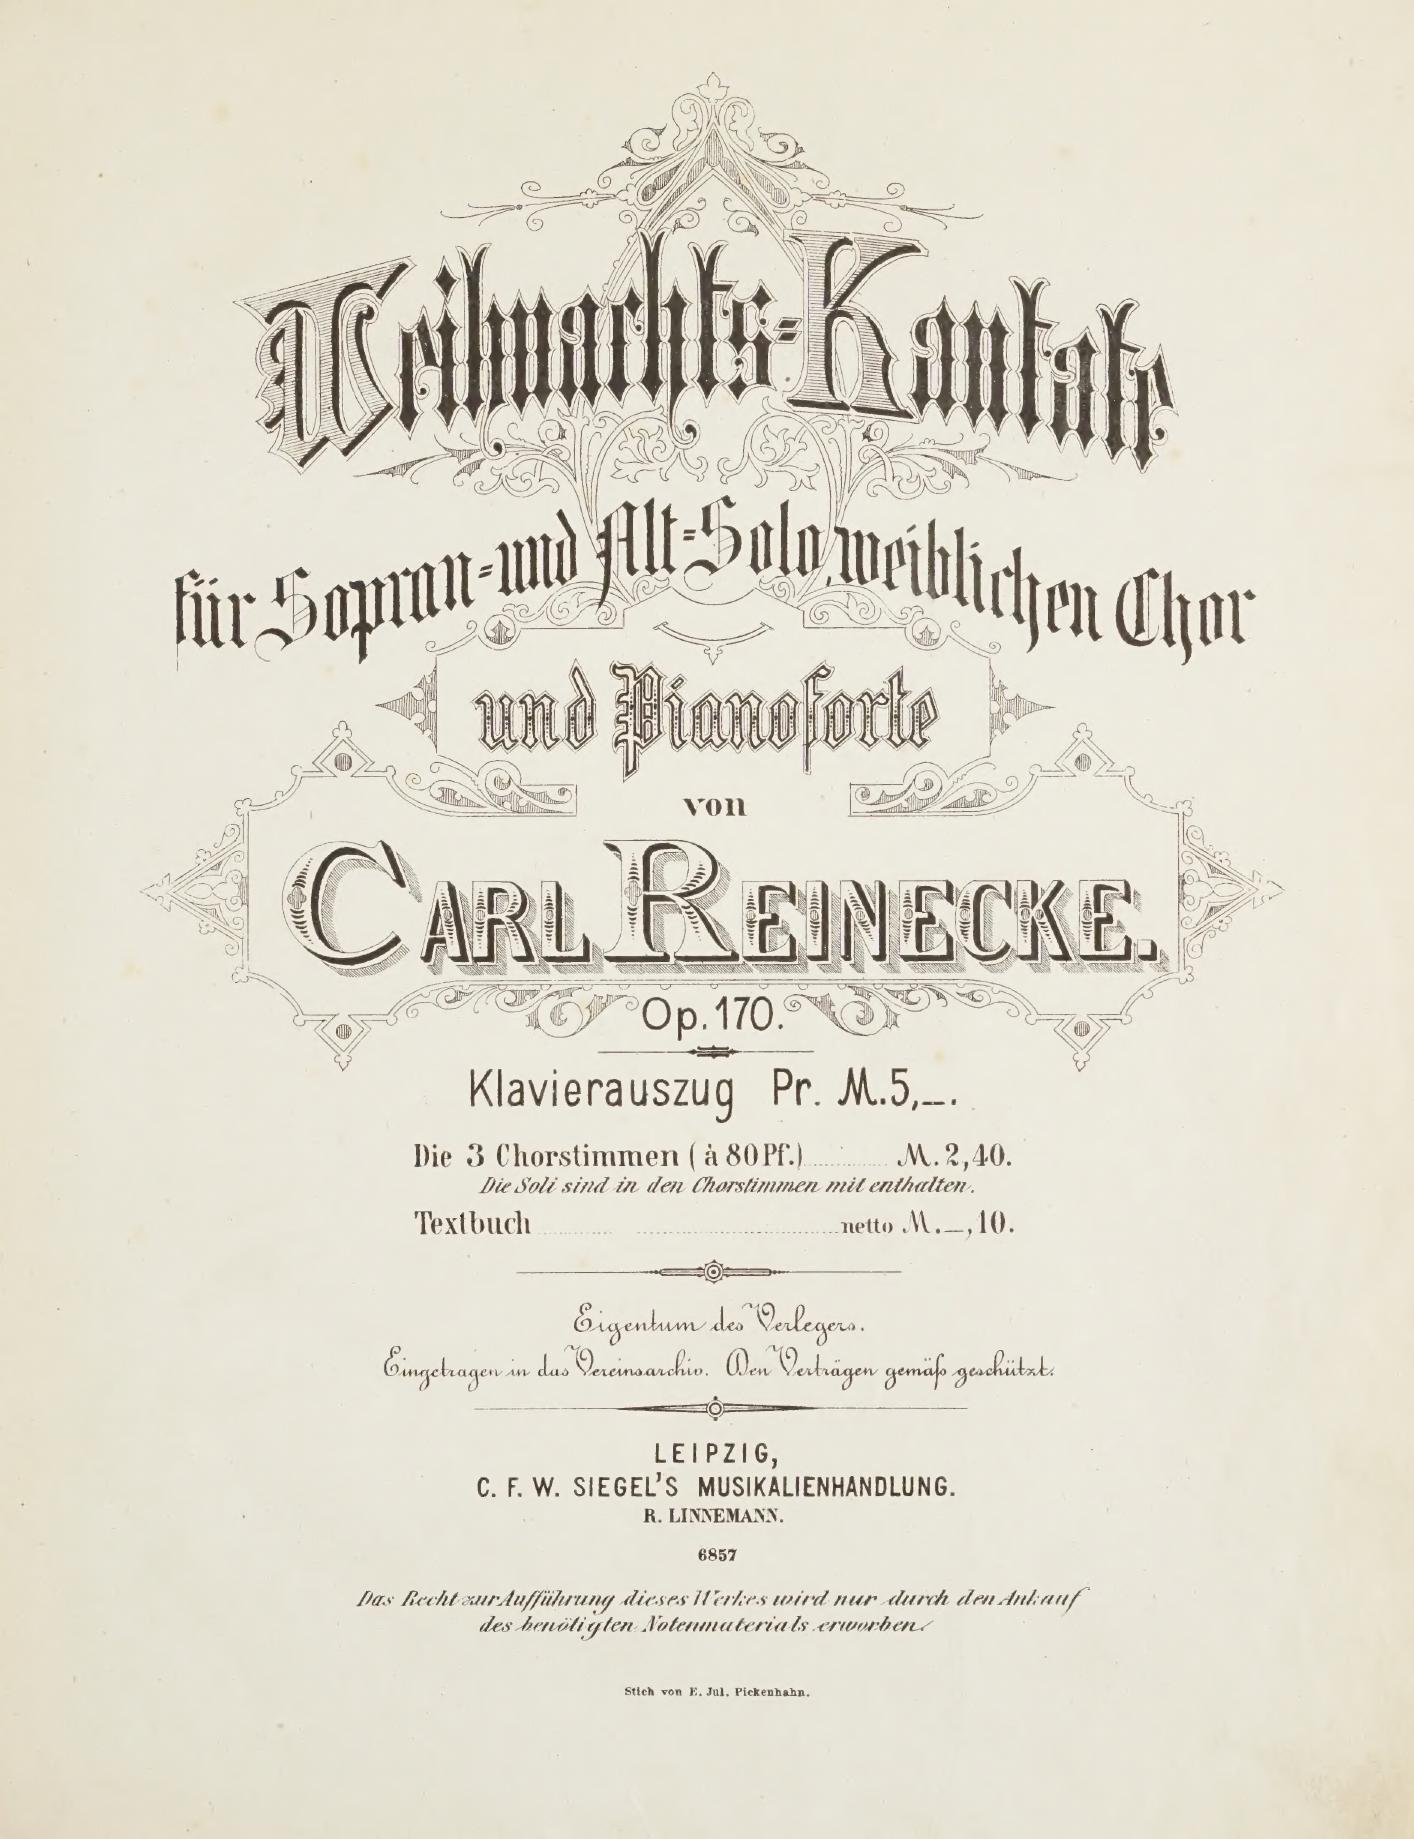 Weihnachts=Kantate
für Sopran=und Alt=Solo, weiblichen Chor
und Pianoforte
von
CARL REINECKE.
Op. 170.
Klavierauszug Pr. M. 5,_.
Die 3 Chorstimmen (à 80 Pf.) ........... M. 2,40.
Die Soli sind in den Chorstimmen mit enthalten.
Textbuch ........... netto M._,10.
Eigentum des Verlegers.
Eingetragen in das Vereinsarchiv. Den Verträgen gemäß geschützt.
LEIPZIG,
C. F. W. SIEGEL'S MUSIKALIENHANDLUNG.
R. LINNEMANN.
6857
Das Recht zur Aufführung dieses Werkes wird nur durch den Ankauf
des benötigten Notenmaterials erworben.
Stich von E. Jul. Pickenhahn.